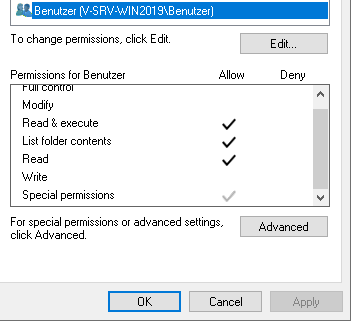 Benutzer (V-SRV-WIN2019\Benutzer)
To change permissions, click Edit.
Edit...
Permissions for Benutzer Allow Deny
Full control
Modify
Read & execute
List folder contents
Read
Write
Special permissions
For special permissions or advanced settings,
click Advanced.
Advanced
OK Cancel Apply